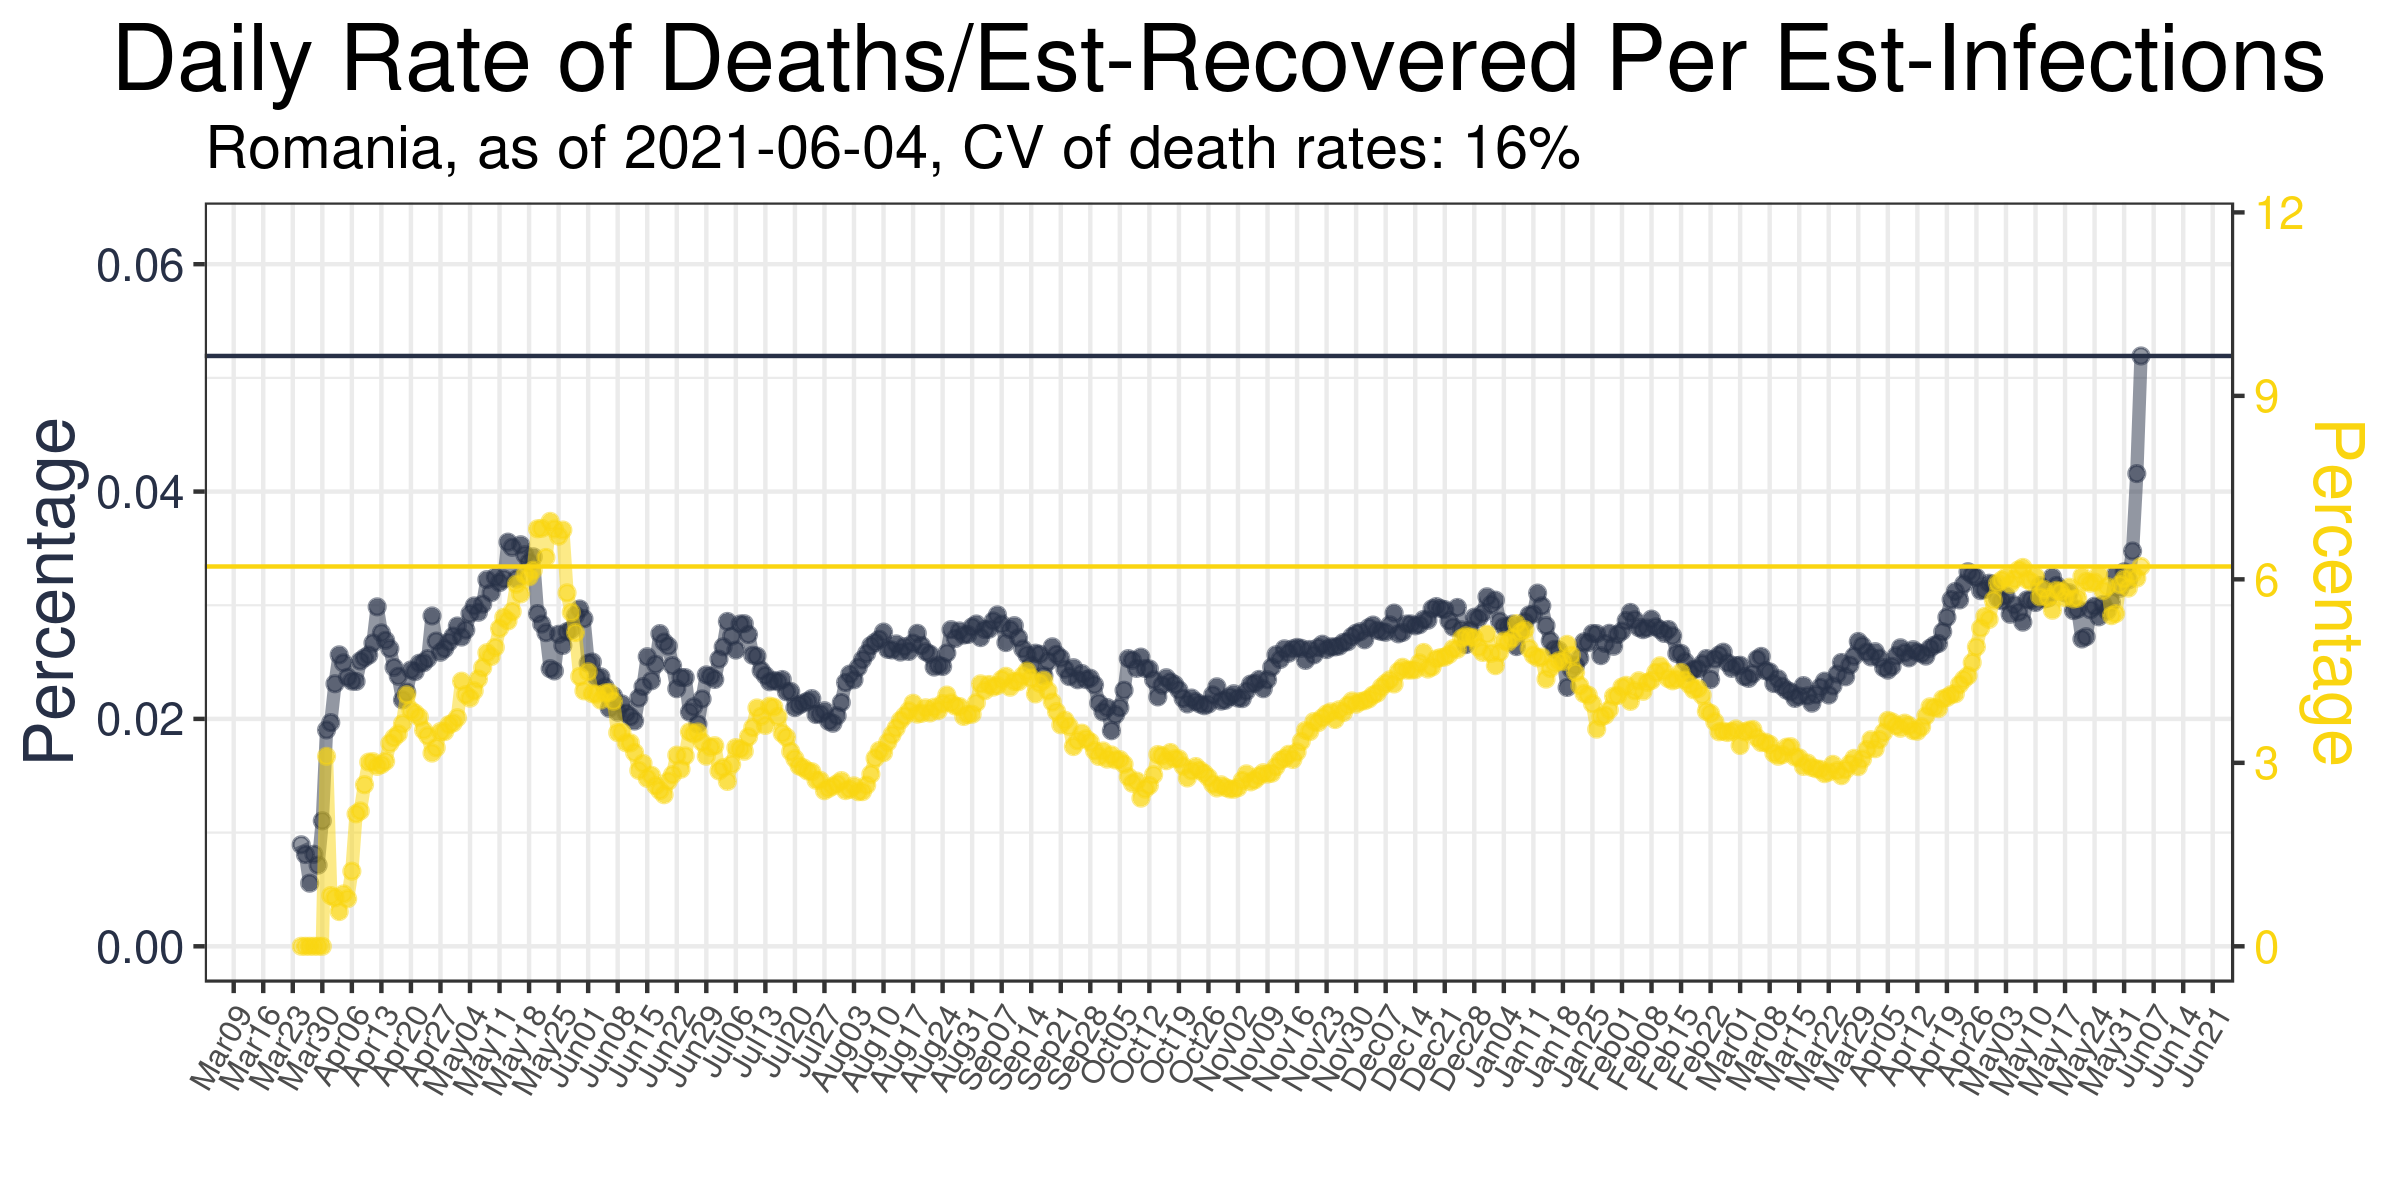 Daily Rate of Deaths/Est-Recovered Per Est-Infections
Romania, as of 2021-06-04, CV of death rates: 16%
Percentage
0.06
0.04
0.02
0.00
12
9
6
3
0
Percentage
Mar09
Mar16
Mar23
Mar30
Apr06
Apr13
Apr20
Apr27
May04
May11
May18
May25
Jun01
Jun08
Jun15
Jun22
Jun29
Jul06
Jul13
Jul20
Jul27
Aug03
Aug10
Aug17
Aug24
Aug31
Sep07
Sep14
Sep21
Sep28
Oct05
Oct12
Oct19
Oct26
Nov02
Nov09
Nov16
Nov23
Nov30
Dec07
Dec14
Dec21
Dec28
Jan04
Jan11
Jan18
Jan25
Feb01
Feb08
Feb15
Feb22
Mar01
Mar08
Mar15
Mar22
Mar29
Apr05
Apr12
Apr19
Apr26
May03
May10
May17
May24
May31
Jun07
Jun14
Jun21